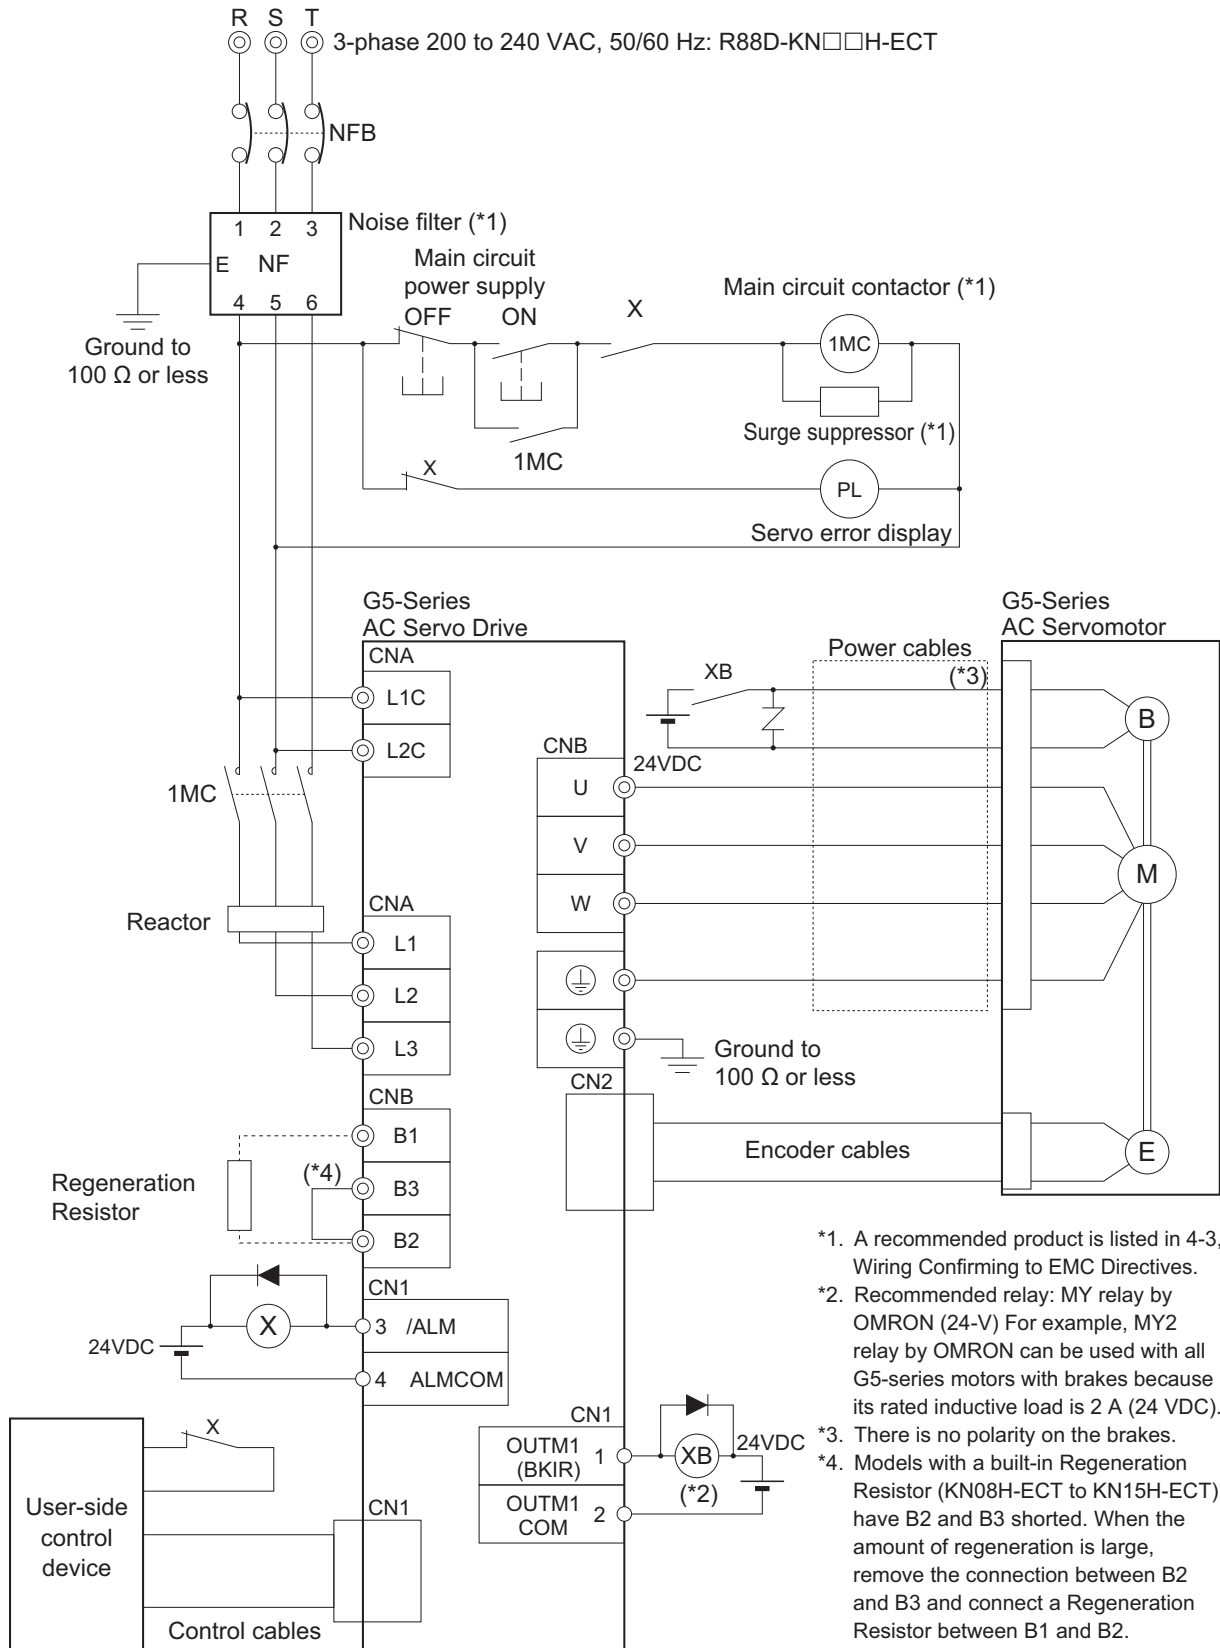 R S T
3-phase 200 to 240 VAC, 50/60 Hz: R88D-KN□□H-ECT
NFB
1 2 3
Noise filter (*1)
E NF
4 5 6
Ground to
100 Ω or less
Main circuit
power supply
OFF ON
X
Main circuit contactor (*1)
1MC
Surge suppressor (*1)
1MC
X
PL
Servo error display
G5-Series
AC Servo Drive
G5-Series
AC Servomotor
CNA
L1C
L2C
1MC
Reactor
CNA
L1
L2
L3
CNB
B1
B3
B2
(*4)
Regeneration
Resistor
CN1
3 /ALM
4 ALMCOM
X
24VDC
X
User-side
control
device
CN1
Control cables
XB
24VDC
Power cables
(*3)
B
CNB
U
V
W
M
Ground to
100 Ω or less
CN2
Encoder cables
E
CN1
OUTM1
(BKIR)
1
OUTM1
COM
2
XB
(*2)
24VDC
*1. A recommended product is listed in 4-3,
Wiring Confirming to EMC Directives.
*2. Recommended relay: MY relay by
OMRON (24-V) For example, MY2
relay by OMRON can be used with all
G5-series motors with brakes because
its rated inductive load is 2 A (24 VDC).
*3. There is no polarity on the brakes.
*4. Models with a built-in Regeneration
Resistor (KN08H-ECT to KN15H-ECT)
have B2 and B3 shorted. When the
amount of regeneration is large,
remove the connection between B2
and B3 and connect a Regeneration
Resistor between B1 and B2.